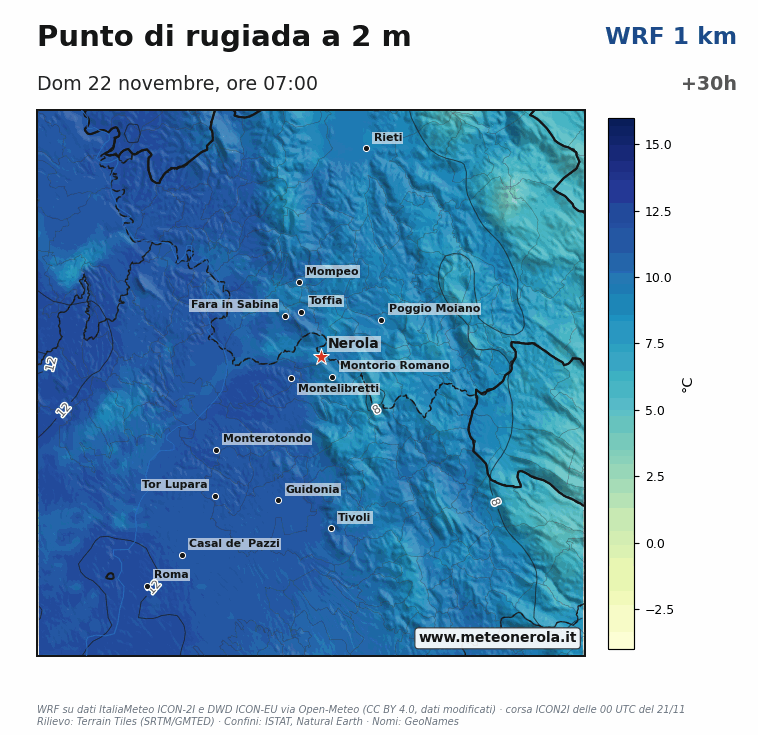 Punto di rugiada a 2 m
WRF 1 km
Dom 22 novembre, ore 07:00
+30h
Rieti
Mompeo
Toffia
Fara in Sabina
Poggio Moiano
Nerola
Montorio Romano
Montelibretti
12
12
8
Monterotondo
Tor Lupara
Guidonia
8
Tivoli
Casal de' Pazzi
Roma
12
www.meteonerola.it
15.0
12.5
10.0
7.5
5.0
2.5
0.0
−2.5
°C
WRF su dati ItaliaMeteo ICON-2I e DWD ICON-EU via Open-Meteo (CC BY 4.0, dati modificati) · corsa ICON2I delle 00 UTC del 21/11
Rilievo: Terrain Tiles (SRTM/GMTED) · Confini: ISTAT, Natural Earth · Nomi: GeoNames